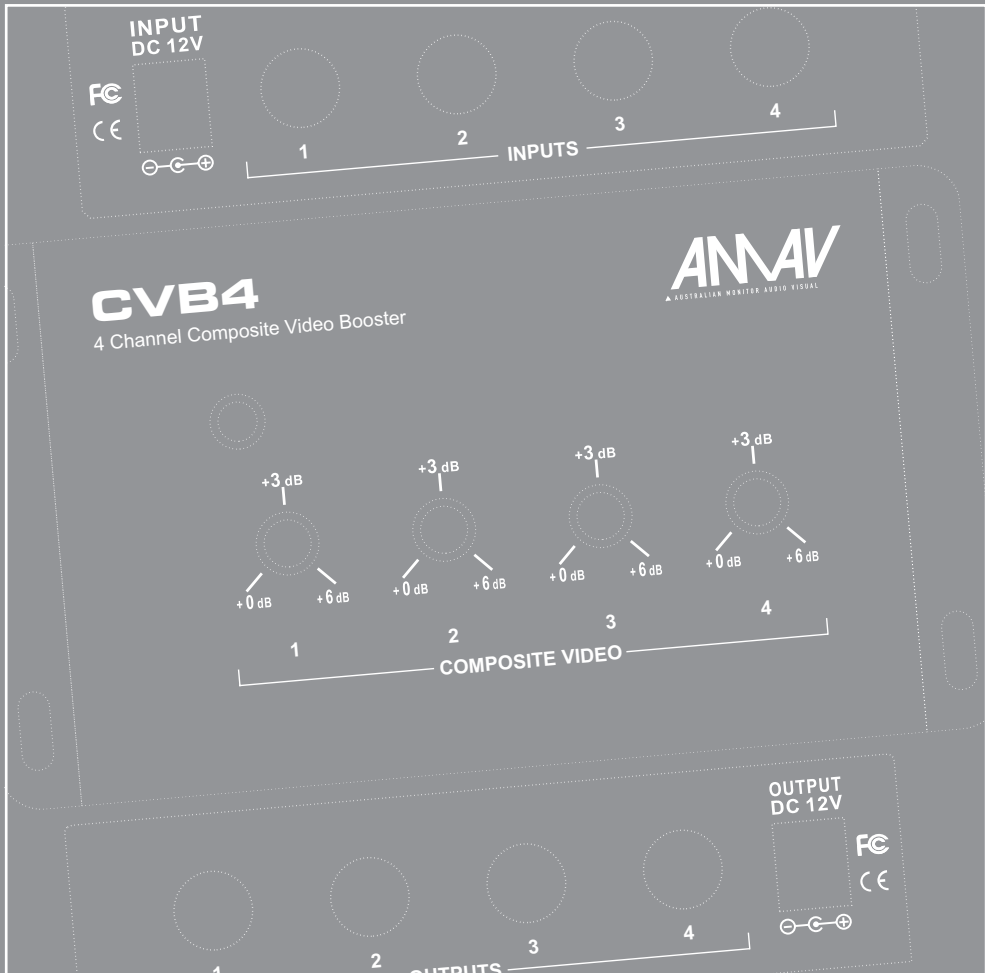 INPUT
DC 12V
FC
CE
1 2 3 4
INPUTS
CVB4
4 Channel Composite Video Booster
AMAV
AUSTRALIAN MONITOR AUDIO VISUAL
+3 dB +3 dB +3 dB +3 dB
+0 dB +6 dB +0 dB +6 dB +0 dB +6 dB +0 dB +6 dB
1 2 3 4
COMPOSITE VIDEO
OUTPUT
DC 12V
FC
CE
1 2 3 4
OUTPUTS